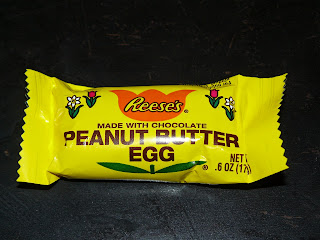 Reese's®
MADE WITH CHOCOLATE
PEANUT BUTTER
EGG®
NET
.6 OZ (17